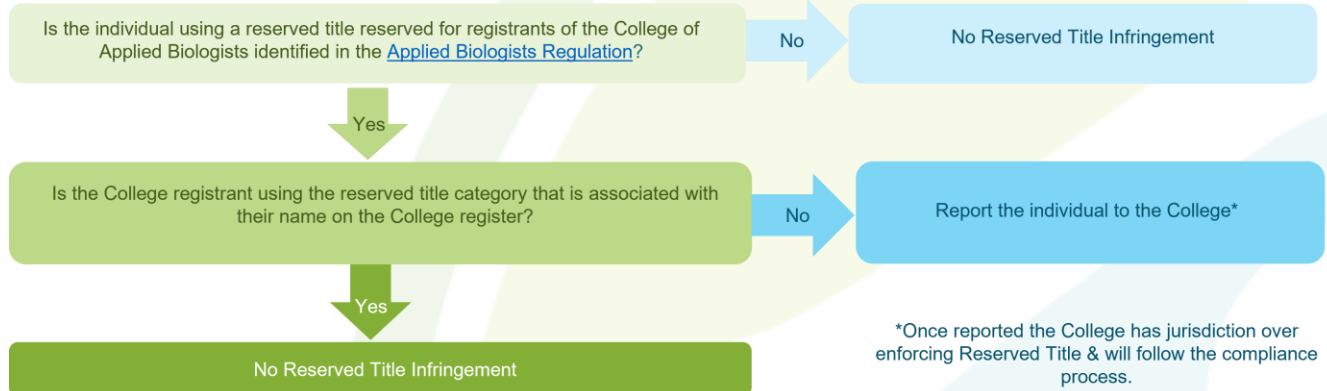 Is the individual using a reserved title reserved for registrants of the College of
Applied Biologists identified in the Applied Biologists Regulation?
No
No Reserved Title Infringement
Yes
Is the College registrant using the reserved title category that is associated with
their name on the College register?
No
Report the individual to the College*
Yes
No Reserved Title Infringement
*Once reported the College has jurisdiction over
enforcing Reserved Title & will follow the compliance
process.